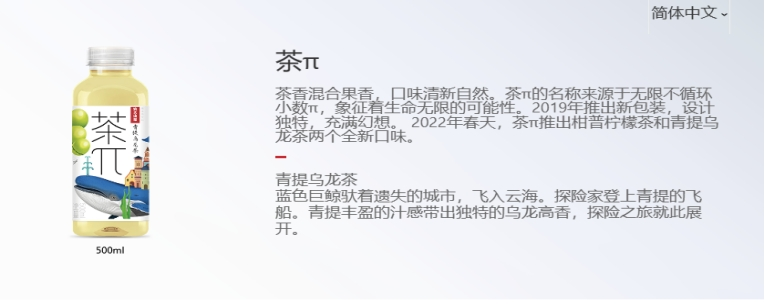 简体中文
茶π
茶香混合果香，口味清新自然。茶π的名称来源于无限不循环
小数π，象征着生命无限的可能性。2019年推出新包装，设计
独特，充满幻想。 2022年春天，茶π推出柑普柠檬茶和青提乌
龙茶两个全新口味。
青提乌龙茶
蓝色巨鲸驮着遗失的城市，飞入云海。探险家登上青提的飞
船。青提丰盈的汁感带出独特的乌龙高香，探险之旅就此展
开。
茶π
青提乌龙茶
500ml